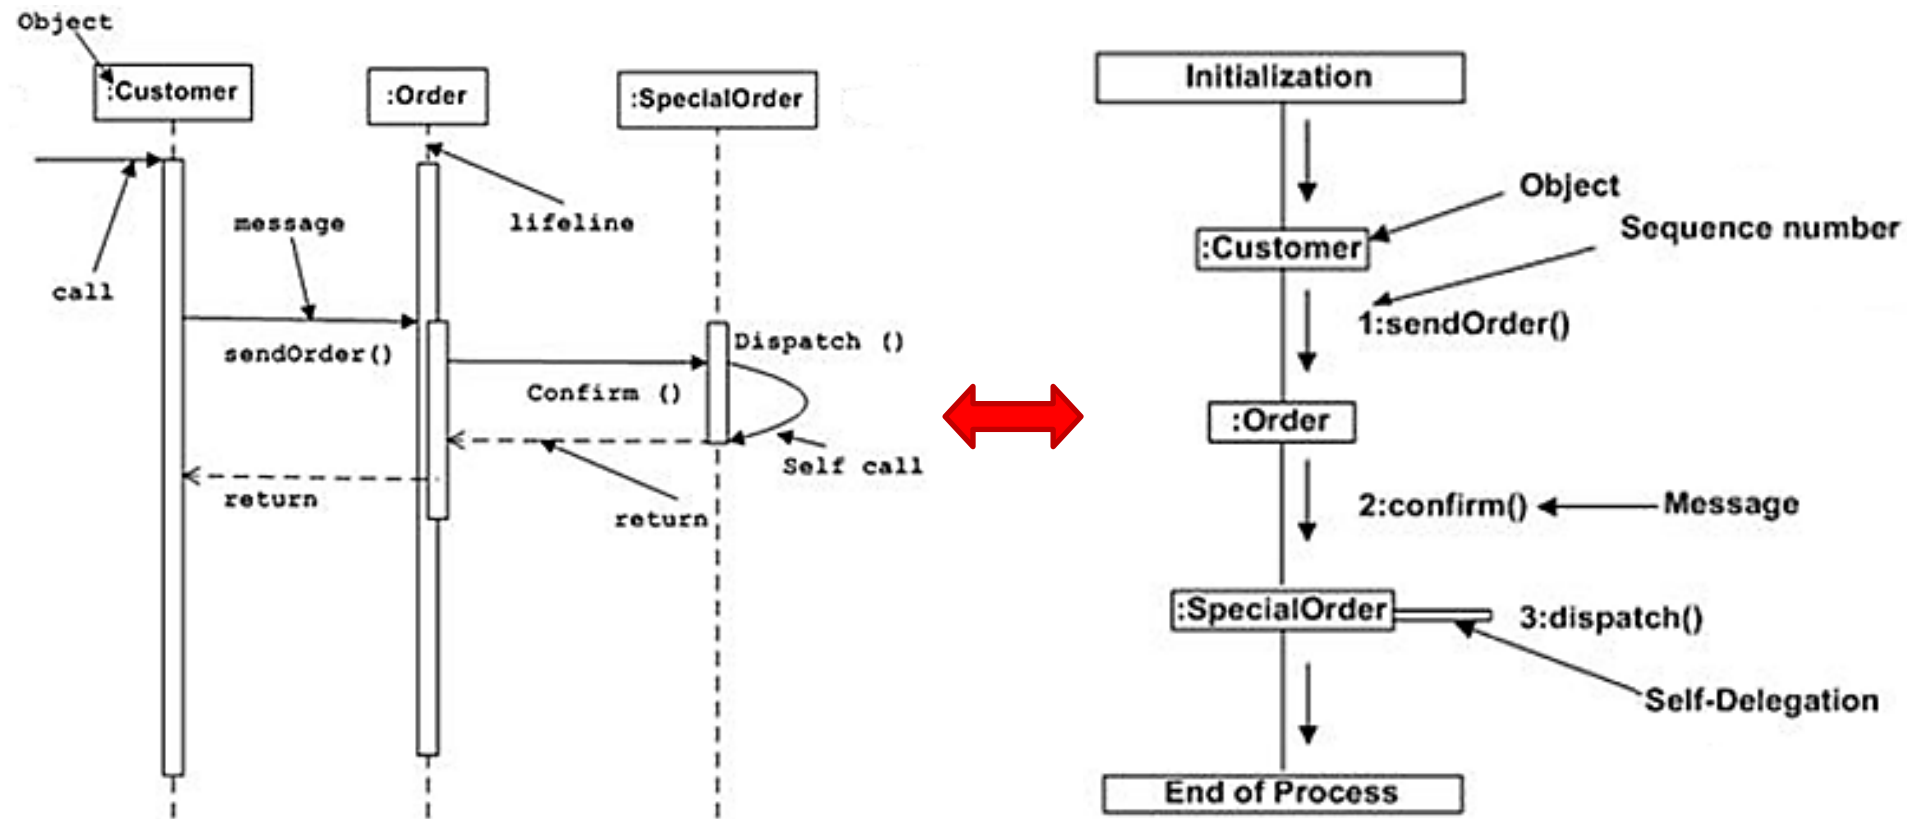 Object
:Customer
:Order
:SpecialOrder
message
lifeline
call
sendOrder()
Dispatch ()
Confirm ()
Self call
return
return
Initialization
Object
Sequence number
:Customer
1:sendOrder()
:Order
2:confirm()
Message
:SpecialOrder
3:dispatch()
Self-Delegation
End of Process